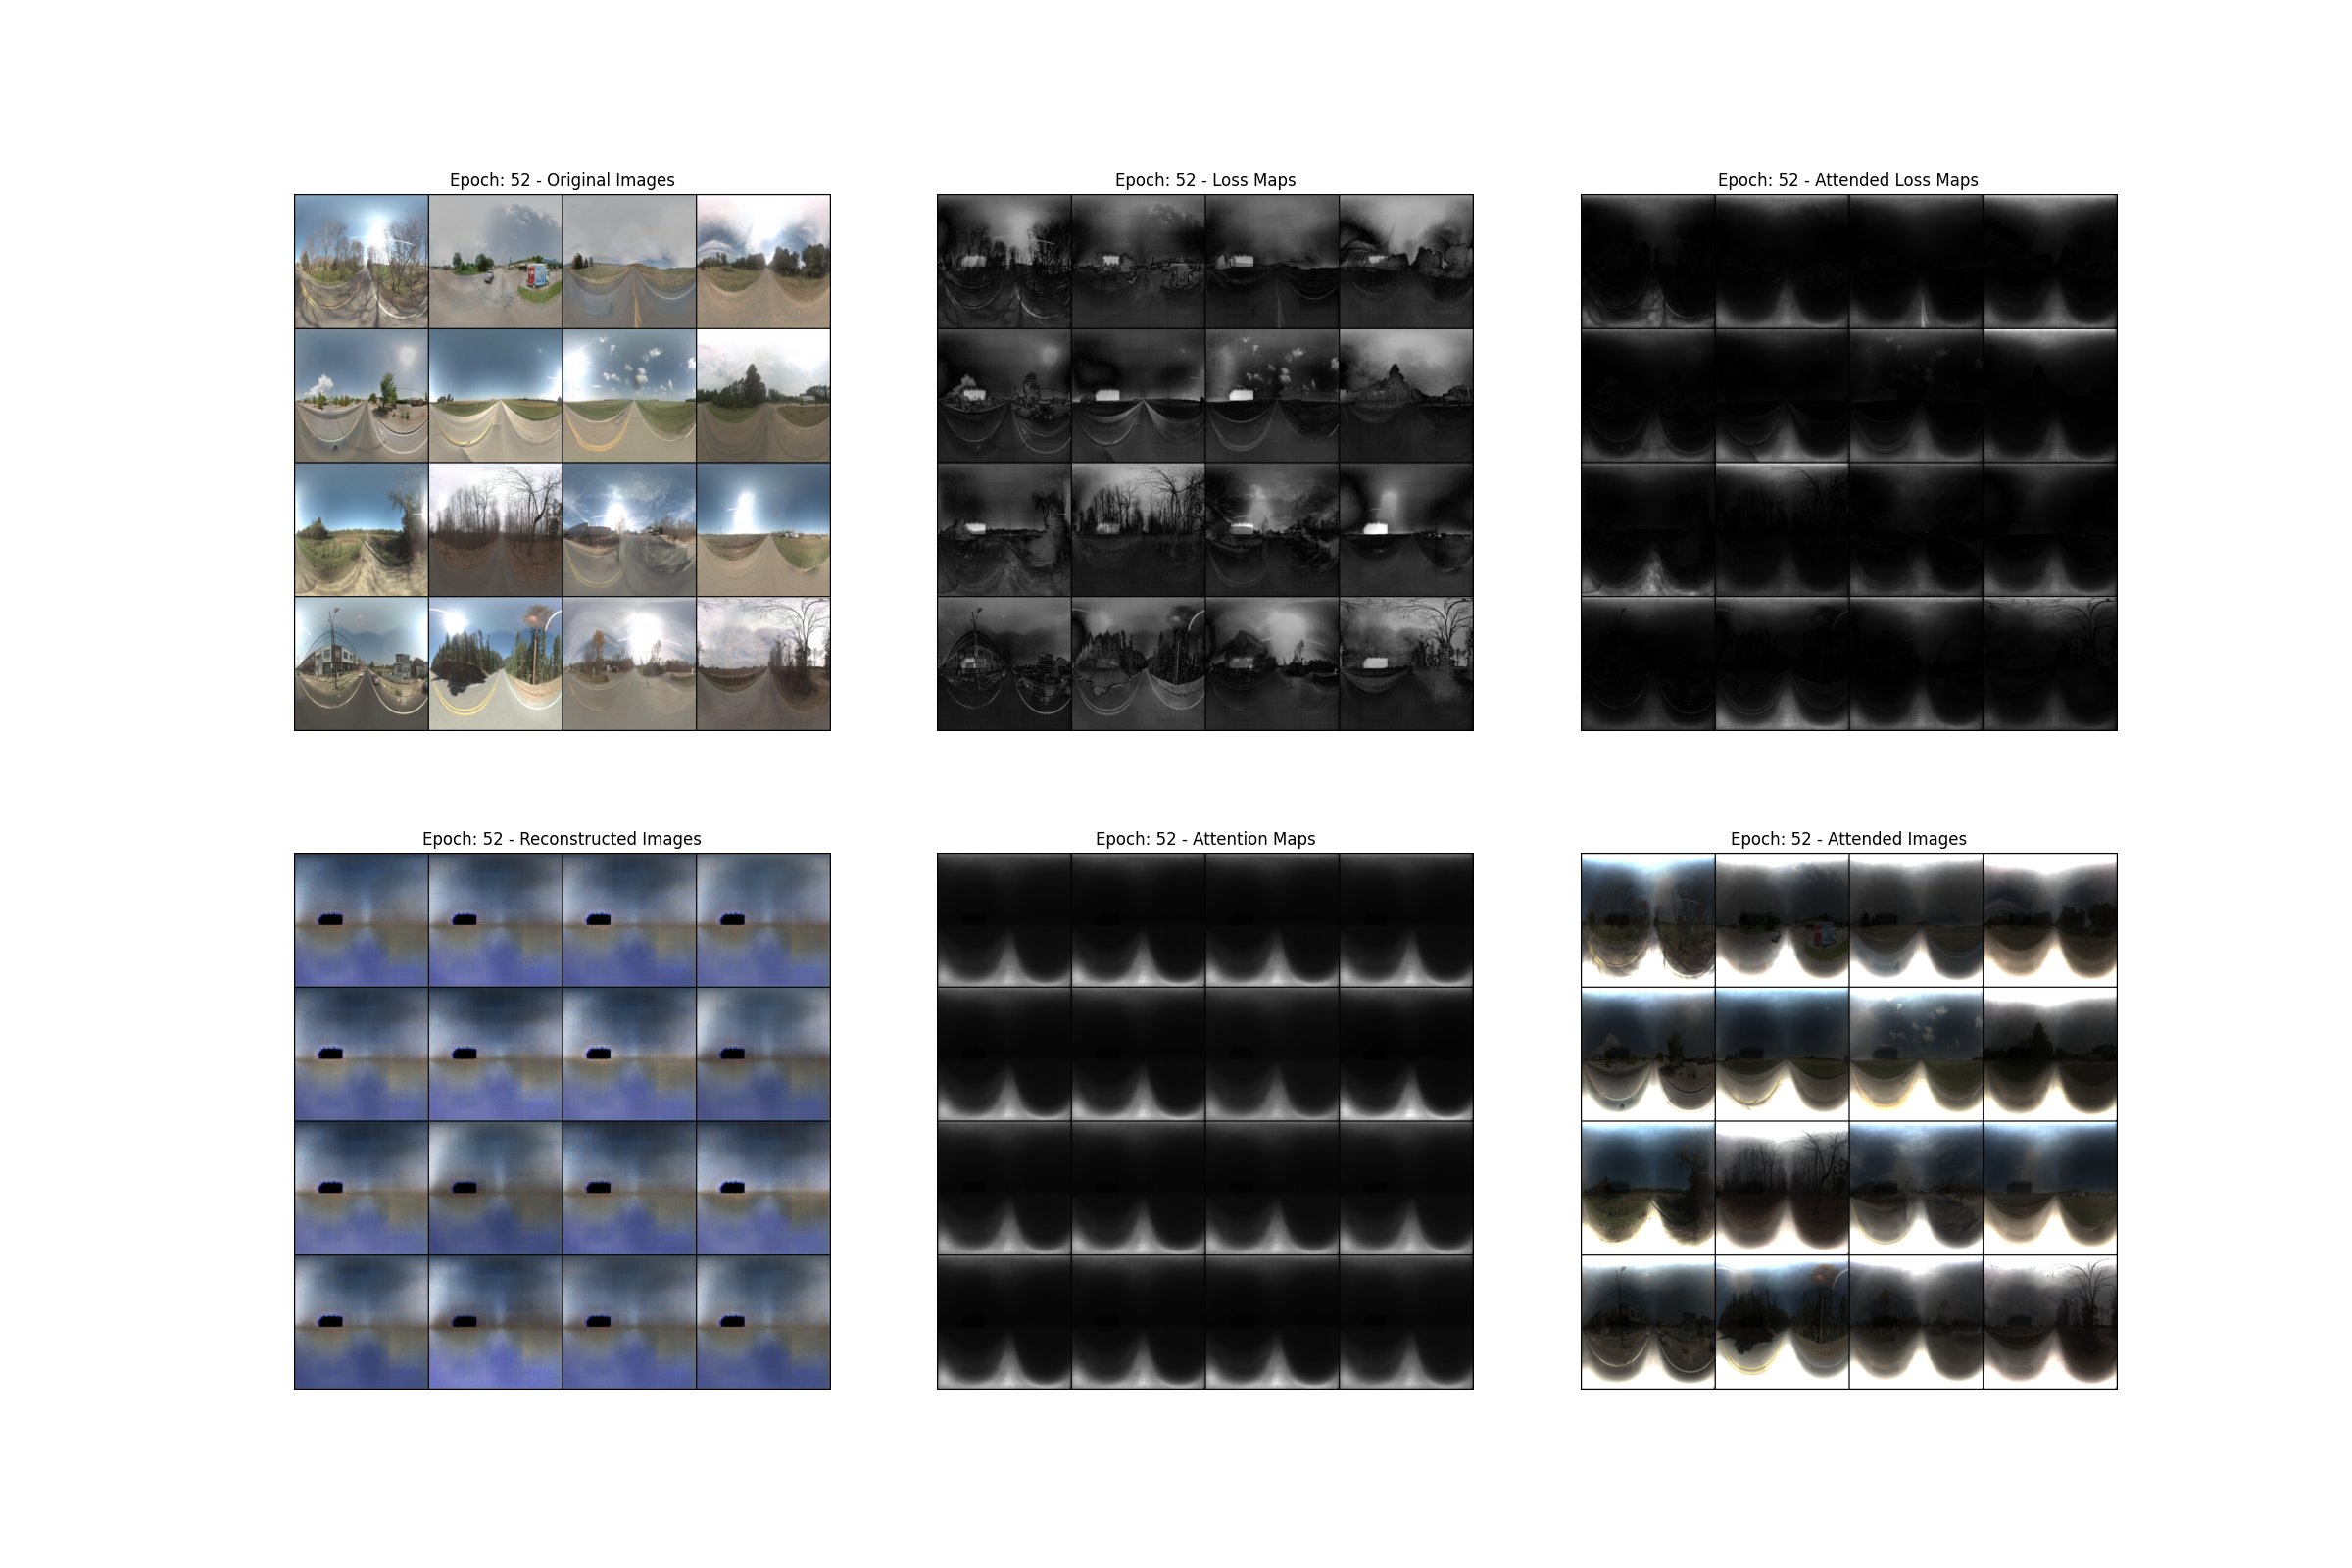 Epoch: 52 - Original Images
Epoch: 52 - Loss Maps
Epoch: 52 - Attended Loss Maps
Epoch: 52 - Reconstructed Images
Epoch: 52 - Attention Maps
Epoch: 52 - Attended Images